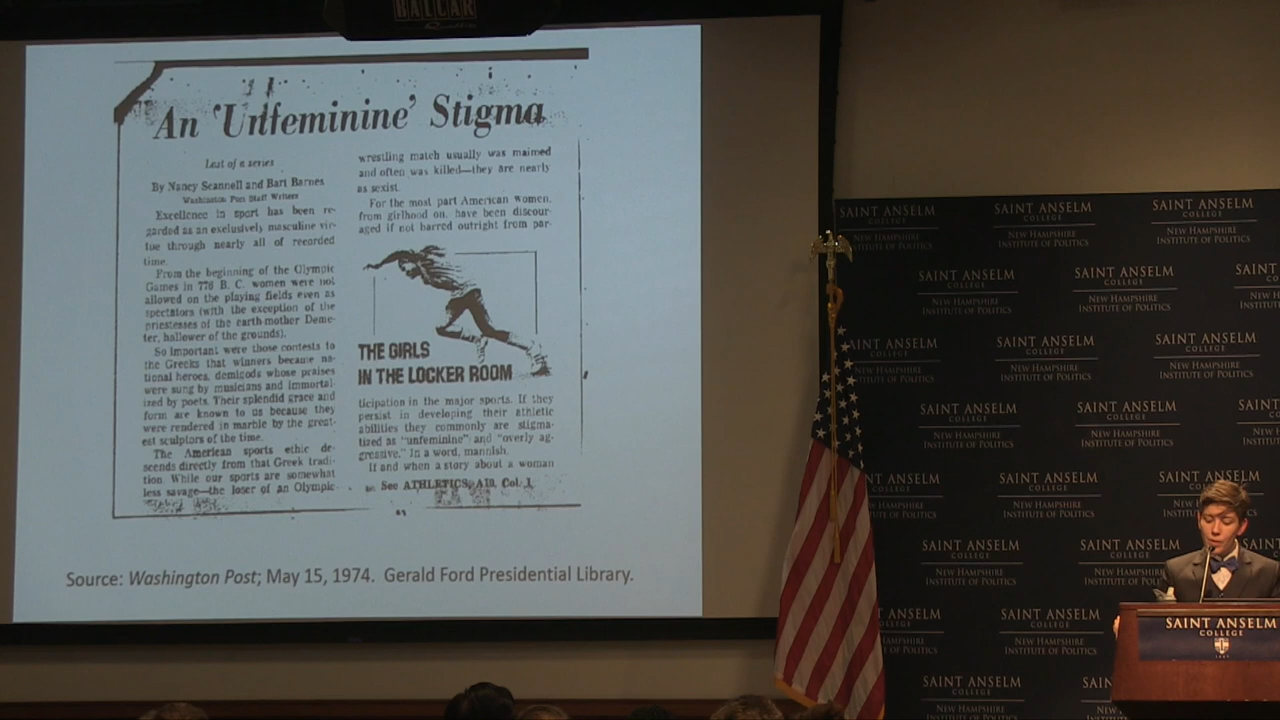 BALCAR
An 'Unfeminine' Stigma
Last of a series
By Nancy Scannell and Bart Barnes
Washington Post Staff Writers
Excellence in sport has been re-
garded as an exclusively masculine vir-
tue through nearly all of recorded
time.
From the beginning of the Olympic
Games in 776 B. C. women were not
allowed on the playing fields even as
spectators (with the exception of the
priestesses of the earth-mother Deme-
ter, hallower of the grounds).
So important were those contests to
the Greeks that winners became na-
tional heroes, demigods whose praises
were sung by musicians and immortal-
ized by poets. Their splendid grace and
form are known to us because they
were rendered in marble by the great-
est sculptors of the time.
The American sports ethic de-
scends directly from that Greek tradi-
tion. While our sports are somewhat
less savage—the loser of an Olympic
wrestling match usually was maimed
and often was killed—they are nearly
as sexist.
For the most part American women,
from girlhood on, have been discour-
aged if not barred outright from par-
THE GIRLS
IN THE LOCKER ROOM
ticipation in the major sports. If they
persist in developing their athletic
abilities they commonly are stigma-
tized as "unfeminine" and "overly ag-
gressive." In a word, mannish.
If and when a story about a woman
See ATHLETICS, A10, Col. 1
Source: Washington Post; May 15, 1974. Gerald Ford Presidential Library.
SAINT ANSELM
COLLEGE
NEW HAMPSHIRE
INSTITUTE OF POLITICS
SAINT ANSELM
COLLEGE